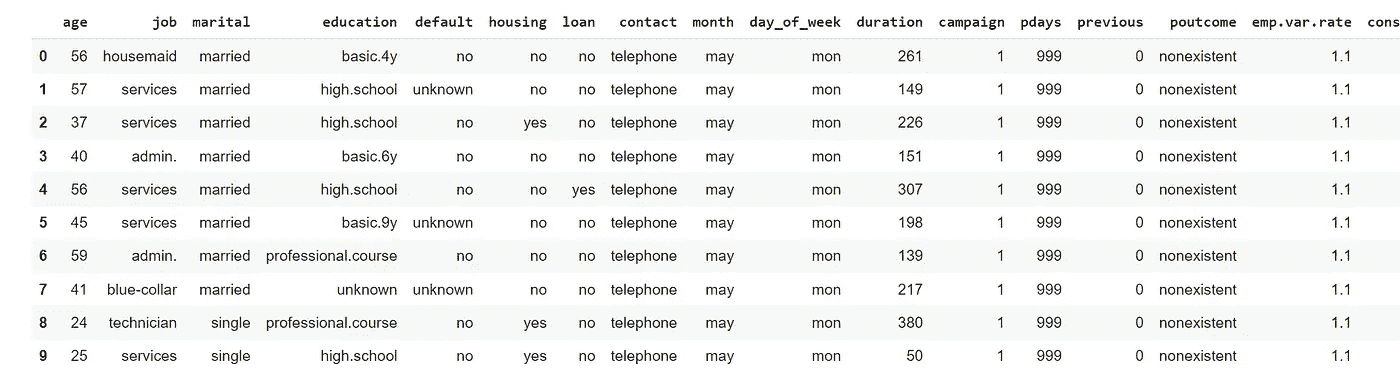 age job marital education default housing loan contact month day_of_week duration campaign pdays previous poutcome emp.var.rate cons
0 56 housemaid married basic.4y no no no telephone may mon 261 1 999 0 nonexistent 1.1
1 57 services married high.school unknown no no telephone may mon 149 1 999 0 nonexistent 1.1
2 37 services married high.school no yes no telephone may mon 226 1 999 0 nonexistent 1.1
3 40 admin. married basic.6y no no no telephone may mon 151 1 999 0 nonexistent 1.1
4 56 services married high.school no no yes telephone may mon 307 1 999 0 nonexistent 1.1
5 45 services married basic.9y unknown no no telephone may mon 198 1 999 0 nonexistent 1.1
6 59 admin. married professional.course no no no telephone may mon 139 1 999 0 nonexistent 1.1
7 41 blue-collar married unknown unknown no no telephone may mon 217 1 999 0 nonexistent 1.1
8 24 technician single professional.course no yes no telephone may mon 380 1 999 0 nonexistent 1.1
9 25 services single high.school no yes no telephone may mon 50 1 999 0 nonexistent 1.1